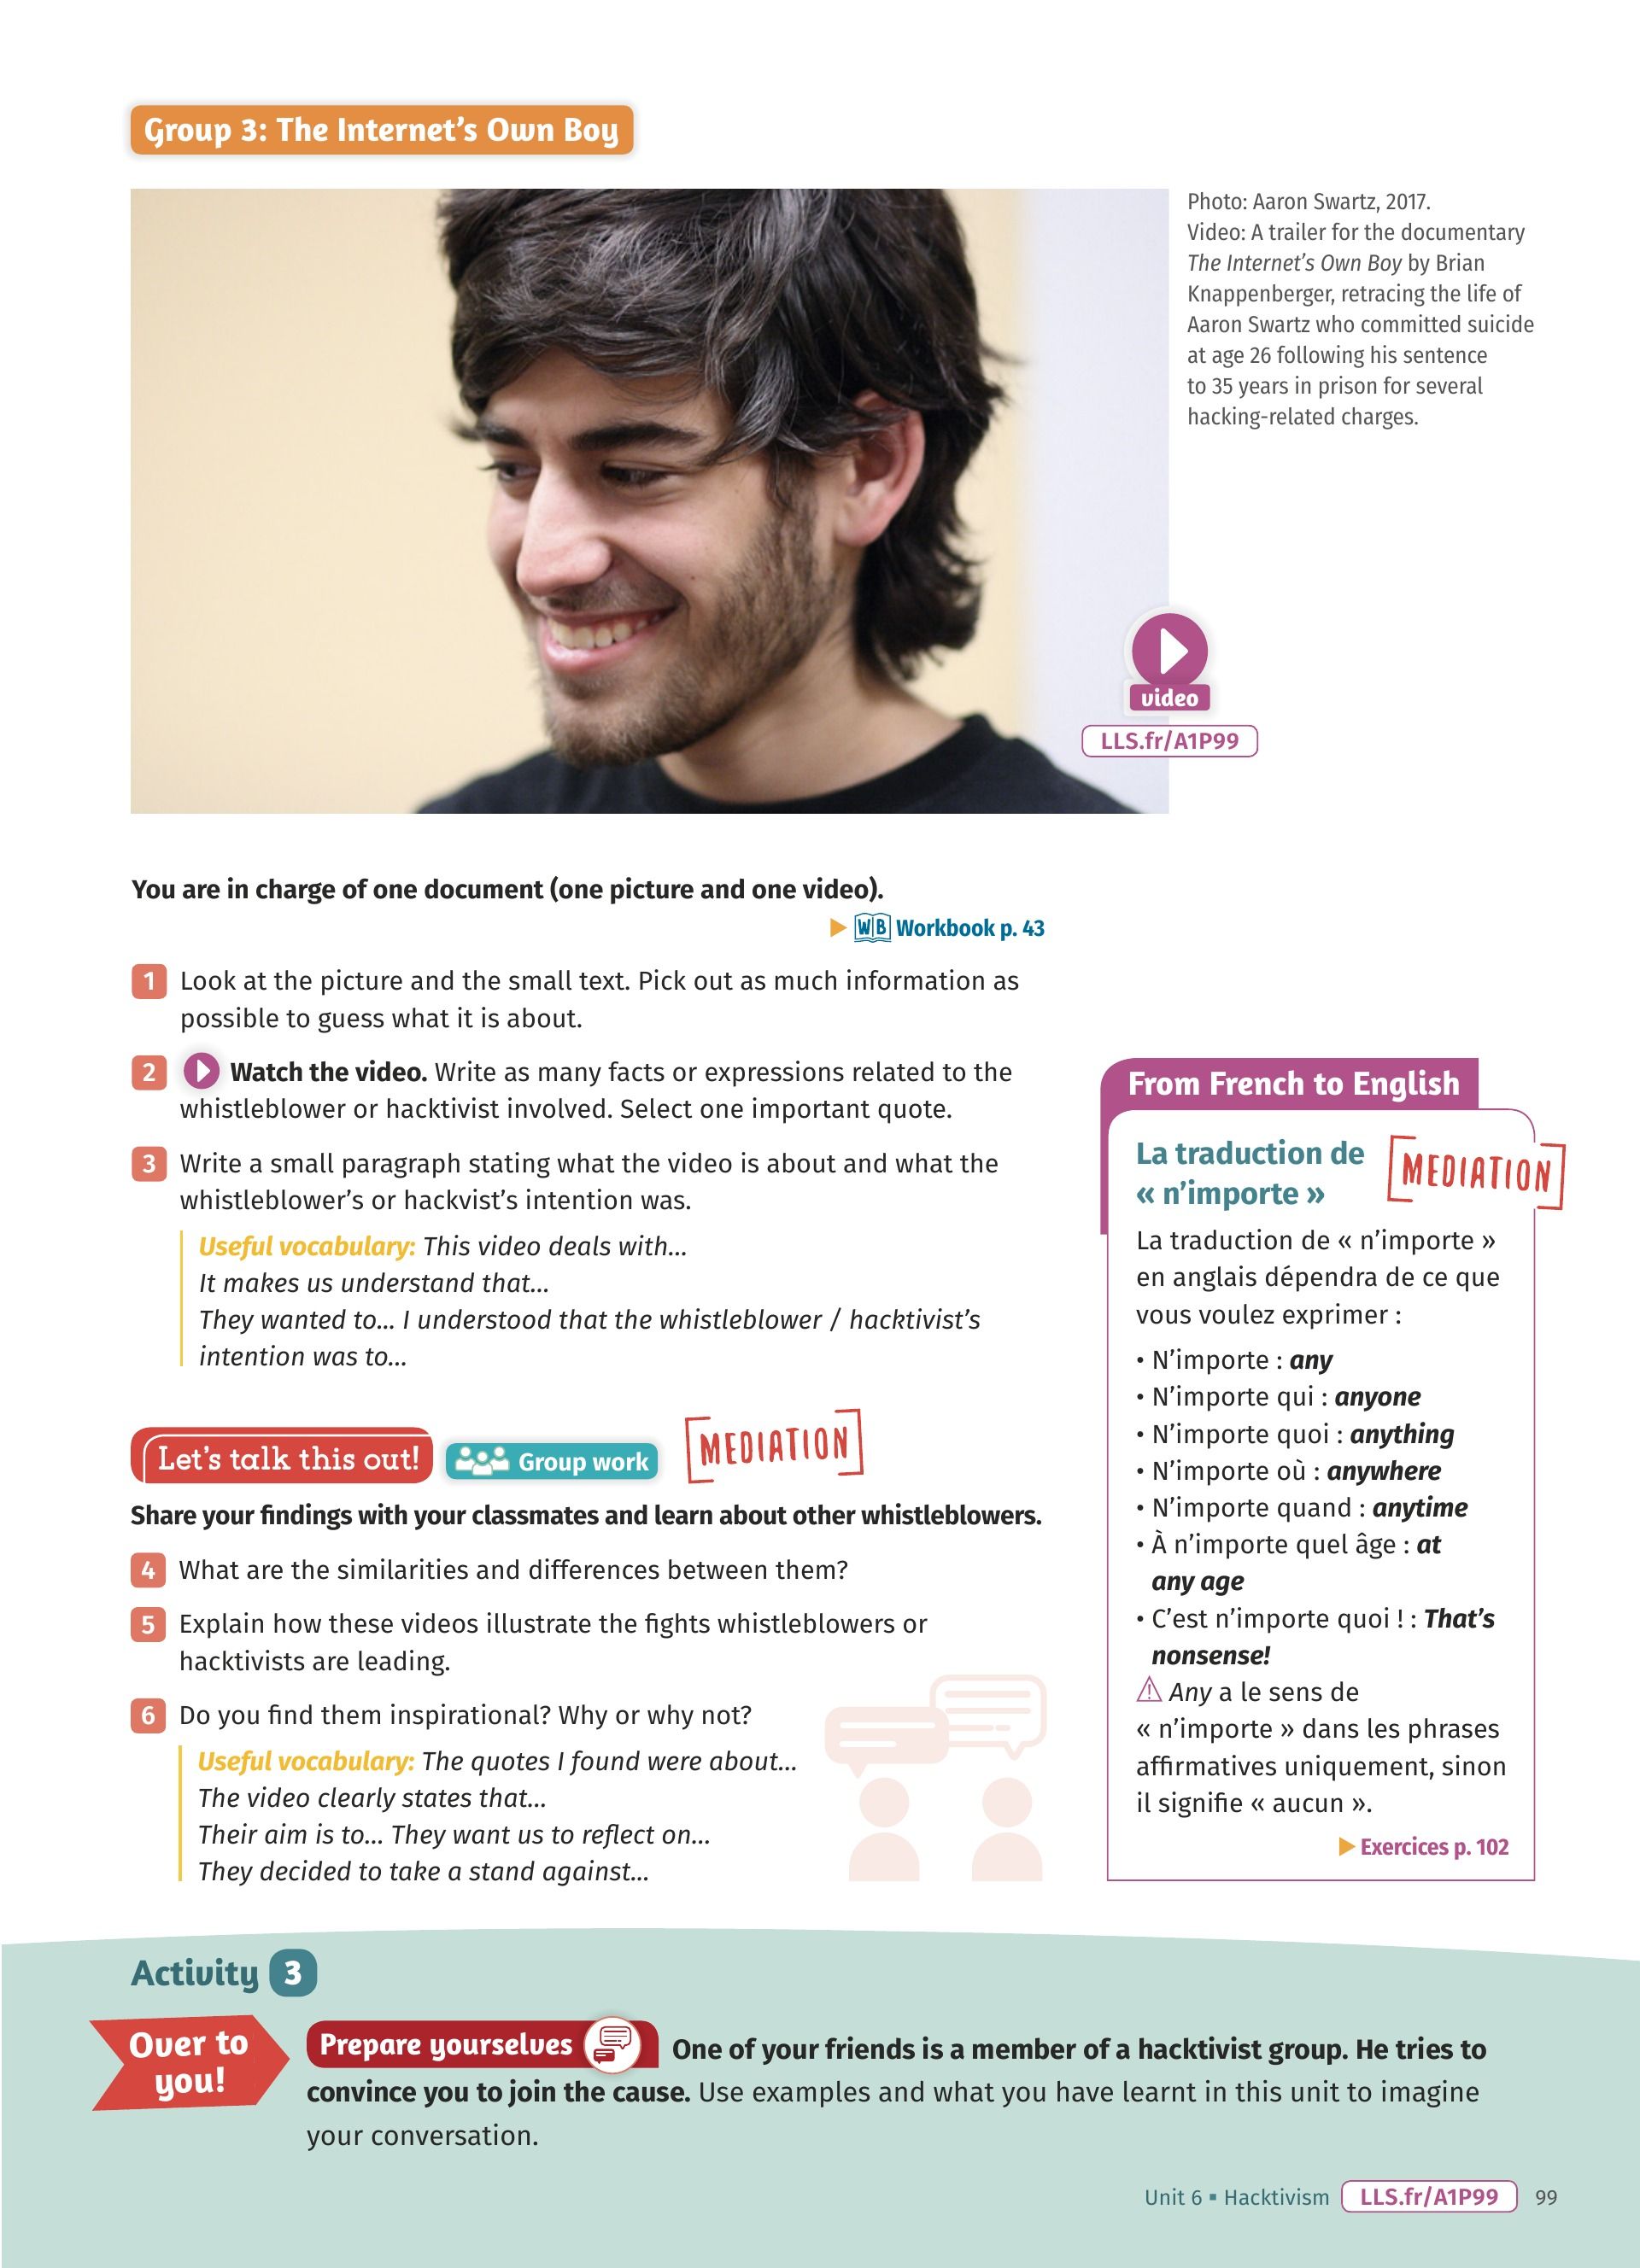 Group 3: The Internet's Own Boy
Photo: Aaron Swartz, 2017.
Video: A trailer for the documentary
The Internet's Own Boy by Brian
Knappenberger, retracing the life of
Aaron Swartz who committed suicide
at age 26 following his sentence
to 35 years in prison for several
hacking-related charges.
video
LLS.fr/A1P99
You are in charge of one document (one picture and one video).
WB Workbook p. 43
1 Look at the picture and the small text. Pick out as much information as
possible to guess what it is about.
2 Watch the video. Write as many facts or expressions related to the
whistleblower or hacktivist involved. Select one important quote.
3 Write a small paragraph stating what the video is about and what the
whistleblower's or hackvist's intention was.
Useful vocabulary: This video deals with…
It makes us understand that…
They wanted to… I understood that the whistleblower / hacktivist's
intention was to…
Let's talk this out!
Group work
MEDIATION
Share your findings with your classmates and learn about other whistleblowers.
4 What are the similarities and differences between them?
5 Explain how these videos illustrate the fights whistleblowers or
hacktivists are leading.
6 Do you find them inspirational? Why or why not?
Useful vocabulary: The quotes I found were about…
The video clearly states that…
Their aim is to… They want us to reflect on…
They decided to take a stand against…
From French to English
La traduction de
« n'importe »
MEDIATION
La traduction de « n'importe »
en anglais dépendra de ce que
vous voulez exprimer :
• N'importe : any
• N'importe qui : anyone
• N'importe quoi : anything
• N'importe où : anywhere
• N'importe quand : anytime
• À n'importe quel âge : at
any age
• C'est n'importe quoi ! : That's
nonsense!
⚠ Any a le sens de
« n'importe » dans les phrases
affirmatives uniquement, sinon
il signifie « aucun ».
Exercices p. 102
Activity 3
Over to
you!
Prepare yourselves One of your friends is a member of a hacktivist group. He tries to
convince you to join the cause. Use examples and what you have learnt in this unit to imagine
your conversation.
Unit 6 ▪ Hacktivism LLS.fr/A1P99 99